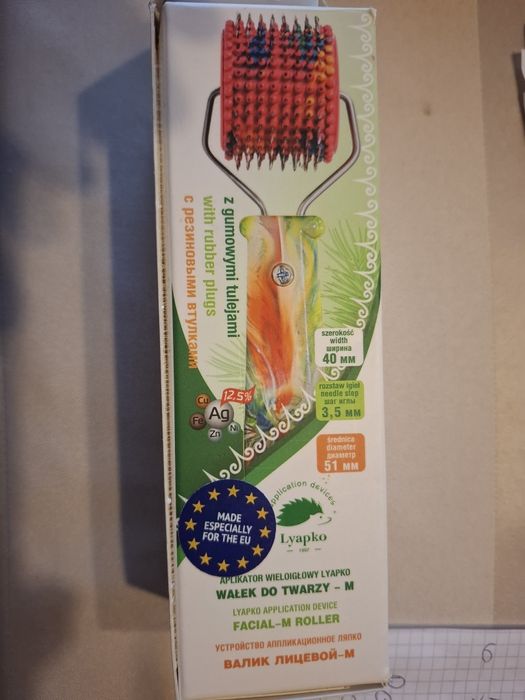 z gumowymi tulejami
with rubber plugs
с резиновыми втулками
szerokość
width
ширина
40 мм
rozstaw igieł
needle step
шаг иглы
3,5 мм
średnica
diameter
диаметр
51 мм
12,5%
Cu
Ag
Fe
Zn
Ni
application devices
Lyapko
1997
MADE
ESPECIALLY
FOR THE EU
APLIKATOR WIELOIGŁOWY LYAPKO
WAŁEK DO TWARZY - M
LYAPKO APPLICATION DEVICE
FACIAL-M ROLLER
УСТРОЙСТВО АППЛИКАЦИОННОЕ ЛЯПКО
ВАЛИК ЛИЦЕВОЙ-М
6